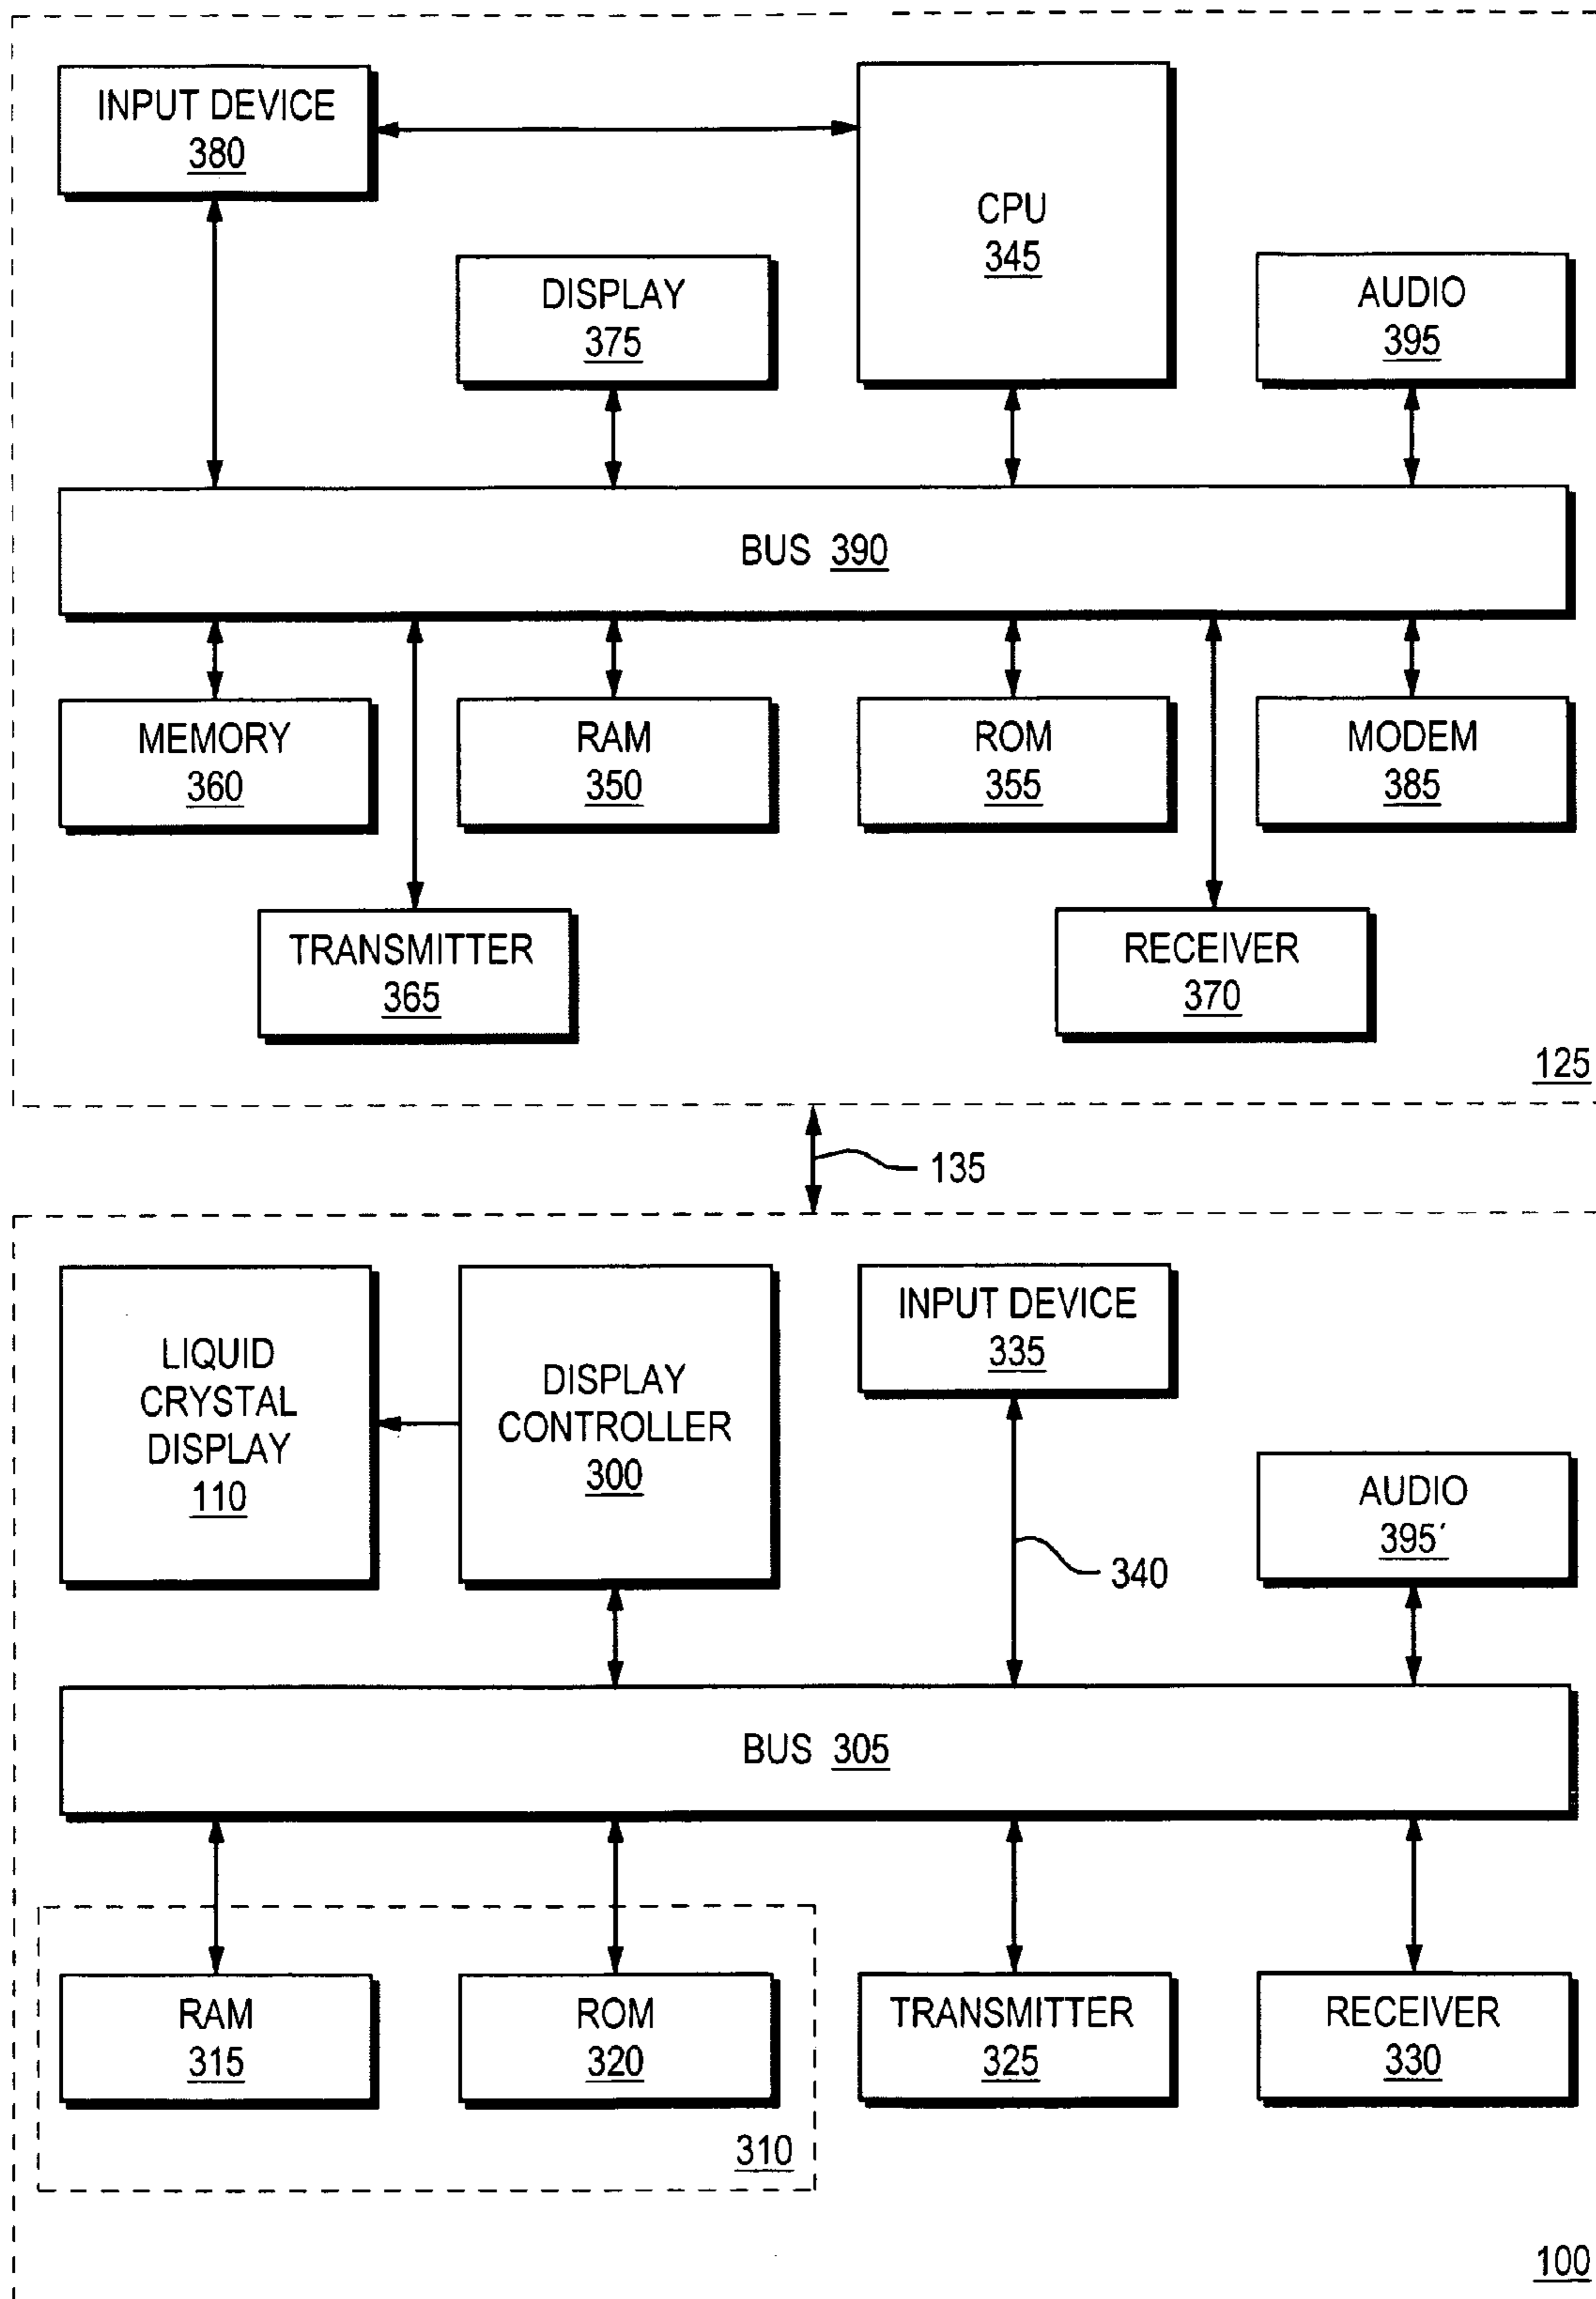 INPUT DEVICE
380
CPU
345
DISPLAY
375
AUDIO
395
BUS 390
MEMORY
360
RAM
350
ROM
355
MODEM
385
TRANSMITTER
365
RECEIVER
370
125
135
LIQUID
CRYSTAL
DISPLAY
110
DISPLAY
CONTROLLER
300
INPUT DEVICE
335
AUDIO
395′
340
BUS 305
RAM
315
ROM
320
TRANSMITTER
325
RECEIVER
330
310
100